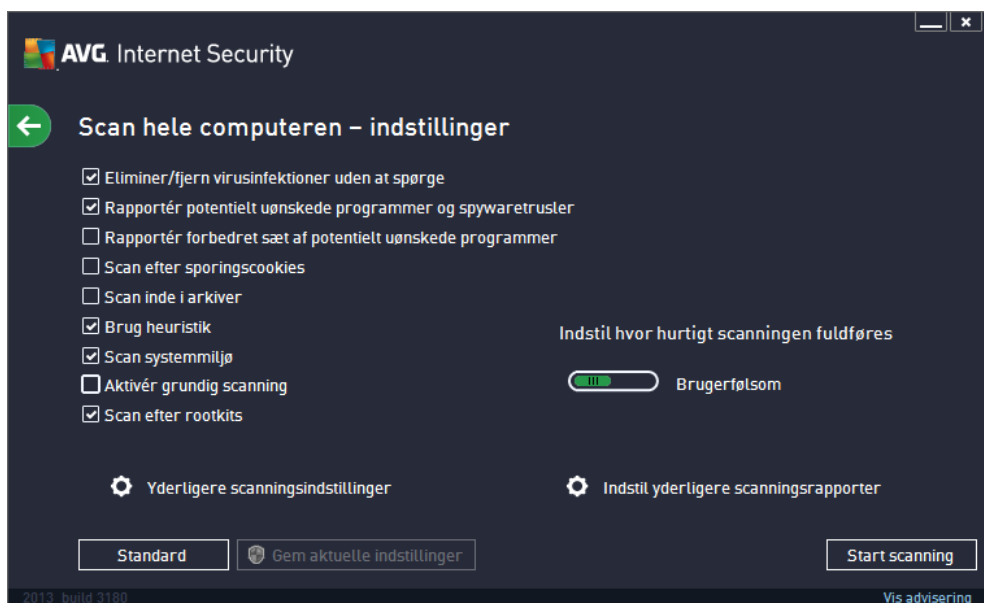 AVG. Internet Security
Scan hele computeren – indstillinger
Eliminer/fjern virusinfektioner uden at spørge
Rapportér potentielt uønskede programmer og spywaretrusler
Rapportér forbedret sæt af potentielt uønskede programmer
Scan efter sporingscookies
Scan inde i arkiver
Brug heuristik
Scan systemmiljø
Aktivér grundig scanning
Scan efter rootkits
Indstil hvor hurtigt scanningen fuldføres
Brugerfølsom
Yderligere scanningsindstillinger
Indstil yderligere scanningsrapporter
Standard
Gem aktuelle indstillinger
Start scanning
2013 build 3180
Vis advisering